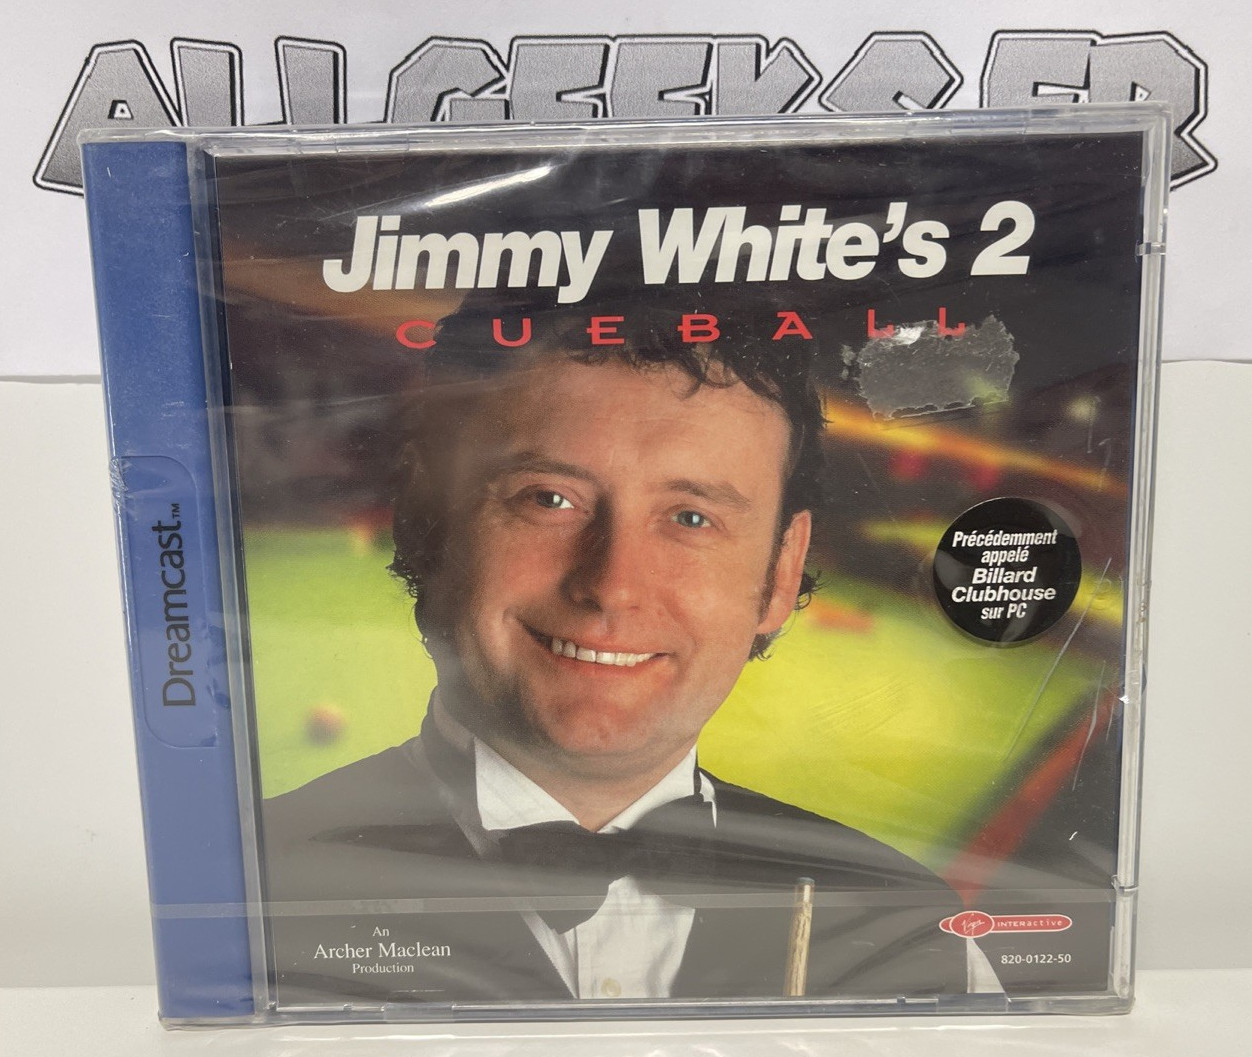 ALLGEEKS.FR
Jimmy White's 2
CUEBALL
Dreamcast™
Précédemment
appelé
Billard
Clubhouse
sur PC
An
Archer Maclean
Production
Virgin INTERactive
820-0122-50